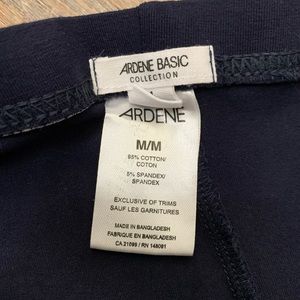 ARDENE BASIC
COLLECTION
ARDENE
M/M
95% COTTON/
COTON
5% SPANDEX/
SPANDEX
EXCLUSIVE OF TRIMS
SAUF LES GARNITURES
MADE IN BANGLADESH
FABRIQUE EN BANGLADESH
CA 21099 / RN 148081